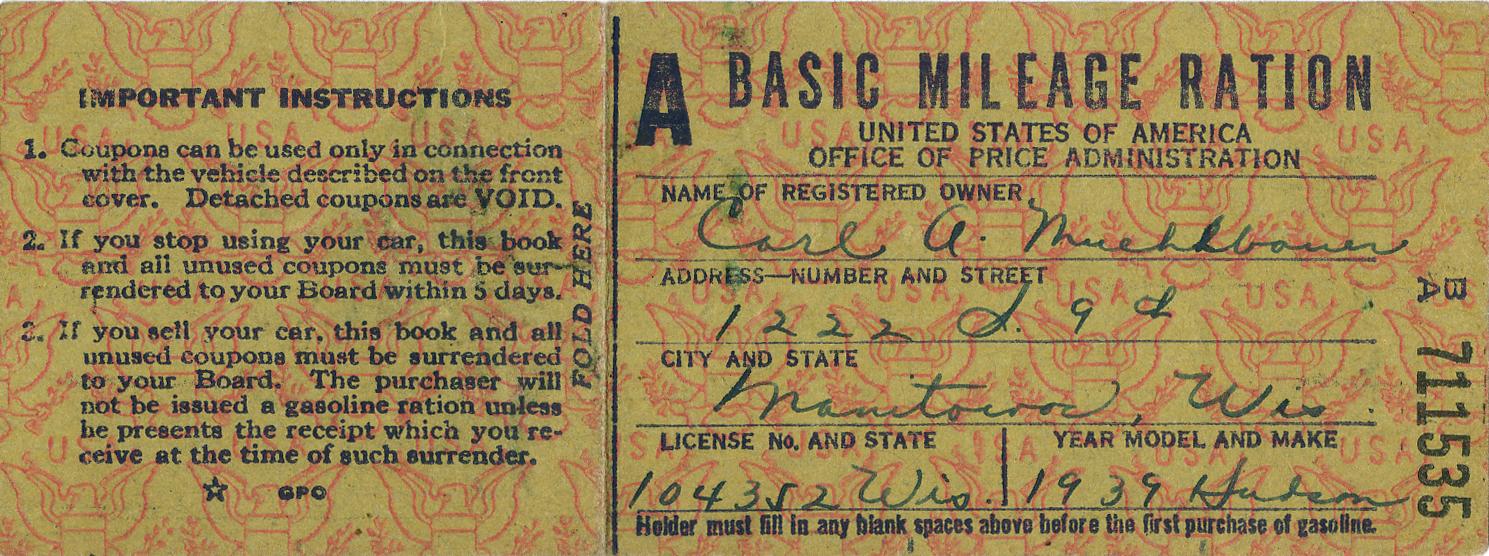 IMPORTANT INSTRUCTIONS
1. Coupons can be used only in connection
with the vehicle described on the front
cover. Detached coupons are VOID.
2. If you stop using your car, this book
and all unused coupons must be sur-
rendered to your Board within 5 days.
3. If you sell your car, this book and all
unused coupons must be surrendered
to your Board. The purchaser will
not be issued a gasoline ration unless
he presents the receipt which you re-
ceive at the time of such surrender.
☆ GPO
FOLD HERE
A BASIC MILEAGE RATION
UNITED STATES OF AMERICA
OFFICE OF PRICE ADMINISTRATION
NAME OF REGISTERED OWNER
Carl A. Muehlbauer
ADDRESS—NUMBER AND STREET
1222 S. 9th
CITY AND STATE
Manitowoc, Wis.
LICENSE No. AND STATE YEAR MODEL AND MAKE
104352 Wis. 1939 Hudson
Holder must fill in any blank spaces above before the first purchase of gasoline.
BA 711535